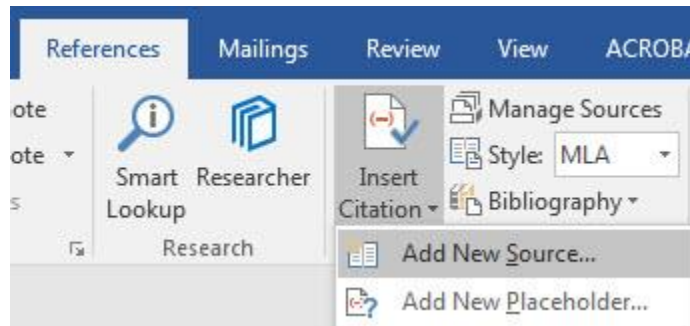 References Mailings Review View ACROBA
ote
ote
s
Smart Lookup
Researcher
Research
Insert Citation
Manage Sources
Style: MLA
Bibliography
Add New Source...
Add New Placeholder...